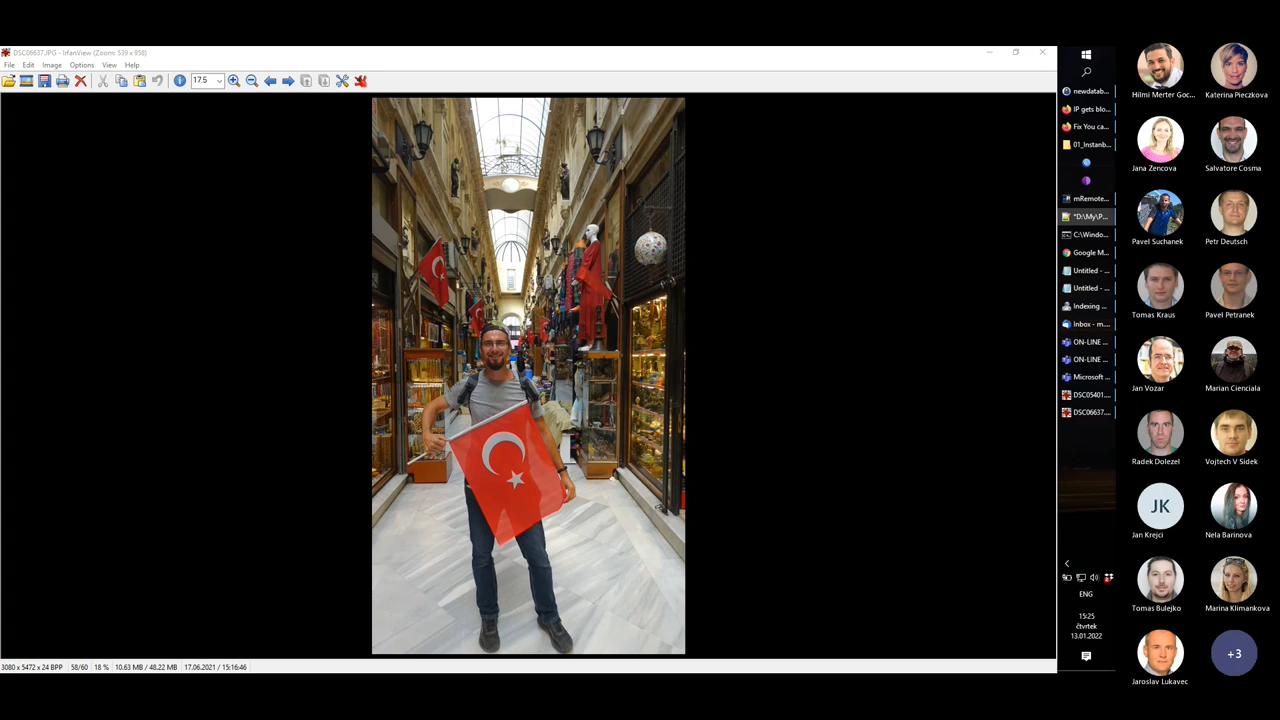 DSC06637.JPG - IrfanView (Zoom: 539 x 958)
File Edit Image Options View Help
17.5
3080 x 5472 x 24 BPP 58/60 18 % 10.63 MB / 48.22 MB 17.06.2021 / 15:16:46
newdatab...
IP gets blo...
Fix You ca...
01_Instanb...
mRemote...
*D:\My\P...
C:\Windo...
Google M...
Untitled - ...
Untitled - ...
Indexing ...
Inbox - m...
ON-LINE ...
ON-LINE ...
Microsoft ...
DSC05401....
DSC06637....
ENG
15:25
čtvrtek
13.01.2022
Hilmi Merter Goc... Katerina Pieczkova
Jana Zencova Salvatore Cosma
Pavel Suchanek Petr Deutsch
Tomas Kraus Pavel Petranek
Jan Vozar Marian Cienciala
Radek Dolezel Vojtech V Sidek
JK
Jan Krejci Nela Barinova
Tomas Bulejko Marina Klimankova
+3
Jaroslav Lukavec